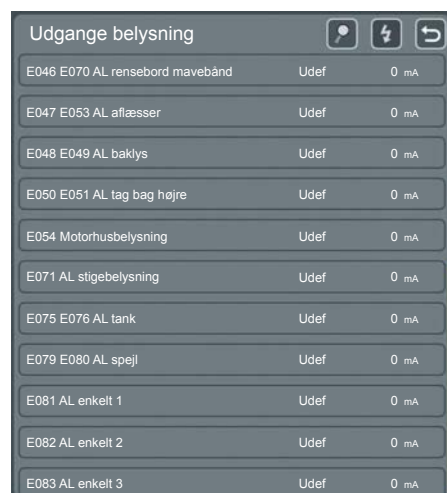 Udgange belysning
E046 E070 AL rensebord mavebånd Udef 0 mA
E047 E053 AL aflæsser Udef 0 mA
E048 E049 AL baklys Udef 0 mA
E050 E051 AL tag bag højre Udef 0 mA
E054 Motorhusbelysning Udef 0 mA
E071 AL stigebelysning Udef 0 mA
E075 E076 AL tank Udef 0 mA
E079 E080 AL spejl Udef 0 mA
E081 AL enkelt 1 Udef 0 mA
E082 AL enkelt 2 Udef 0 mA
E083 AL enkelt 3 Udef 0 mA